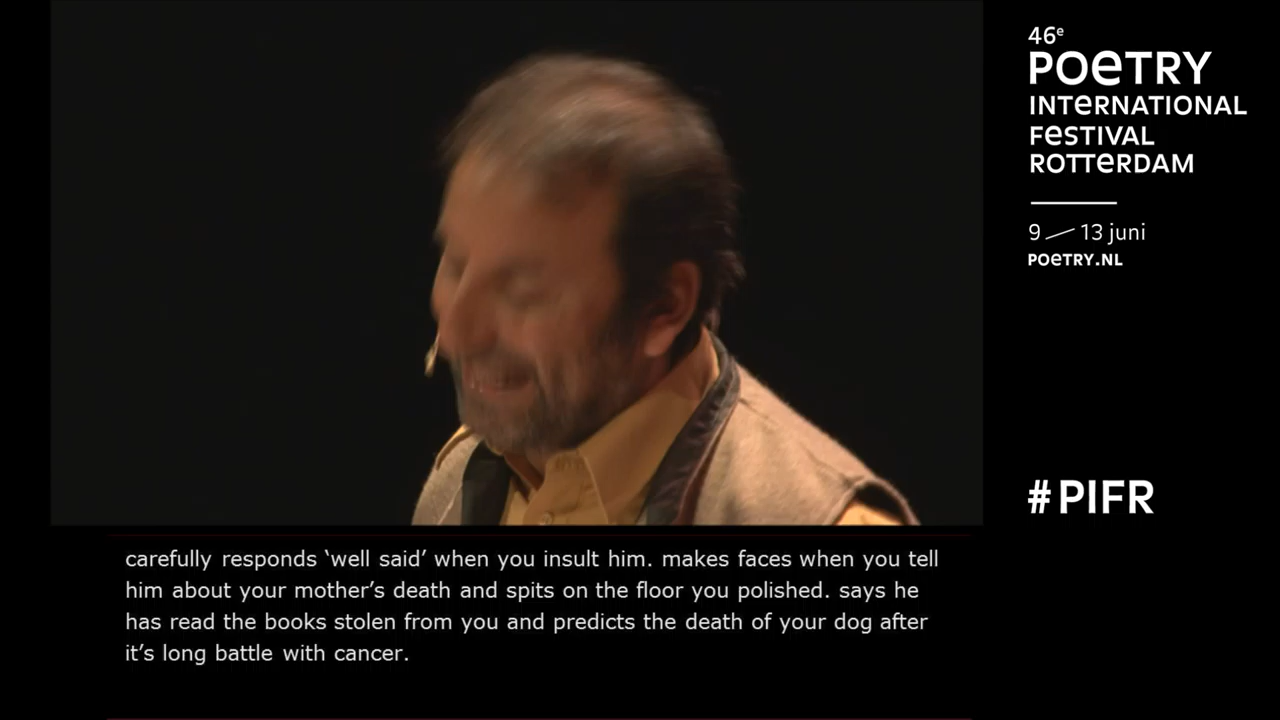 46e
POeTRY
INTeRNATIONAL
FeSTIVAL
ROTTeRDAM
9 — 13 juni
POeTRY.NL
#PIFR
carefully responds ‘well said’ when you insult him. makes faces when you tell
him about your mother’s death and spits on the floor you polished. says he
has read the books stolen from you and predicts the death of your dog after
it’s long battle with cancer.